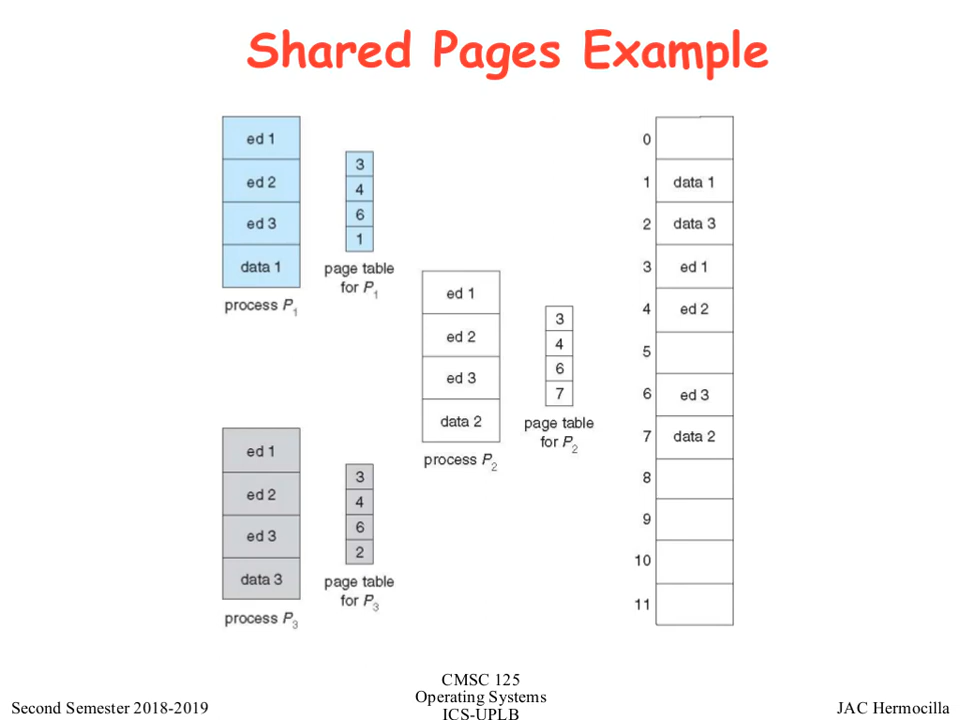 Shared Pages Example
ed 1
ed 2
ed 3
data 1
process P1
3
4
6
1
page table
for P1
ed 1
ed 2
ed 3
data 2
process P2
3
4
6
7
page table
for P2
ed 1
ed 2
ed 3
data 3
process P3
3
4
6
2
page table
for P3
0
1 data 1
2 data 3
3 ed 1
4 ed 2
5
6 ed 3
7 data 2
8
9
10
11
Second Semester 2018-2019
CMSC 125
Operating Systems
ICS-UPLB
JAC Hermocilla